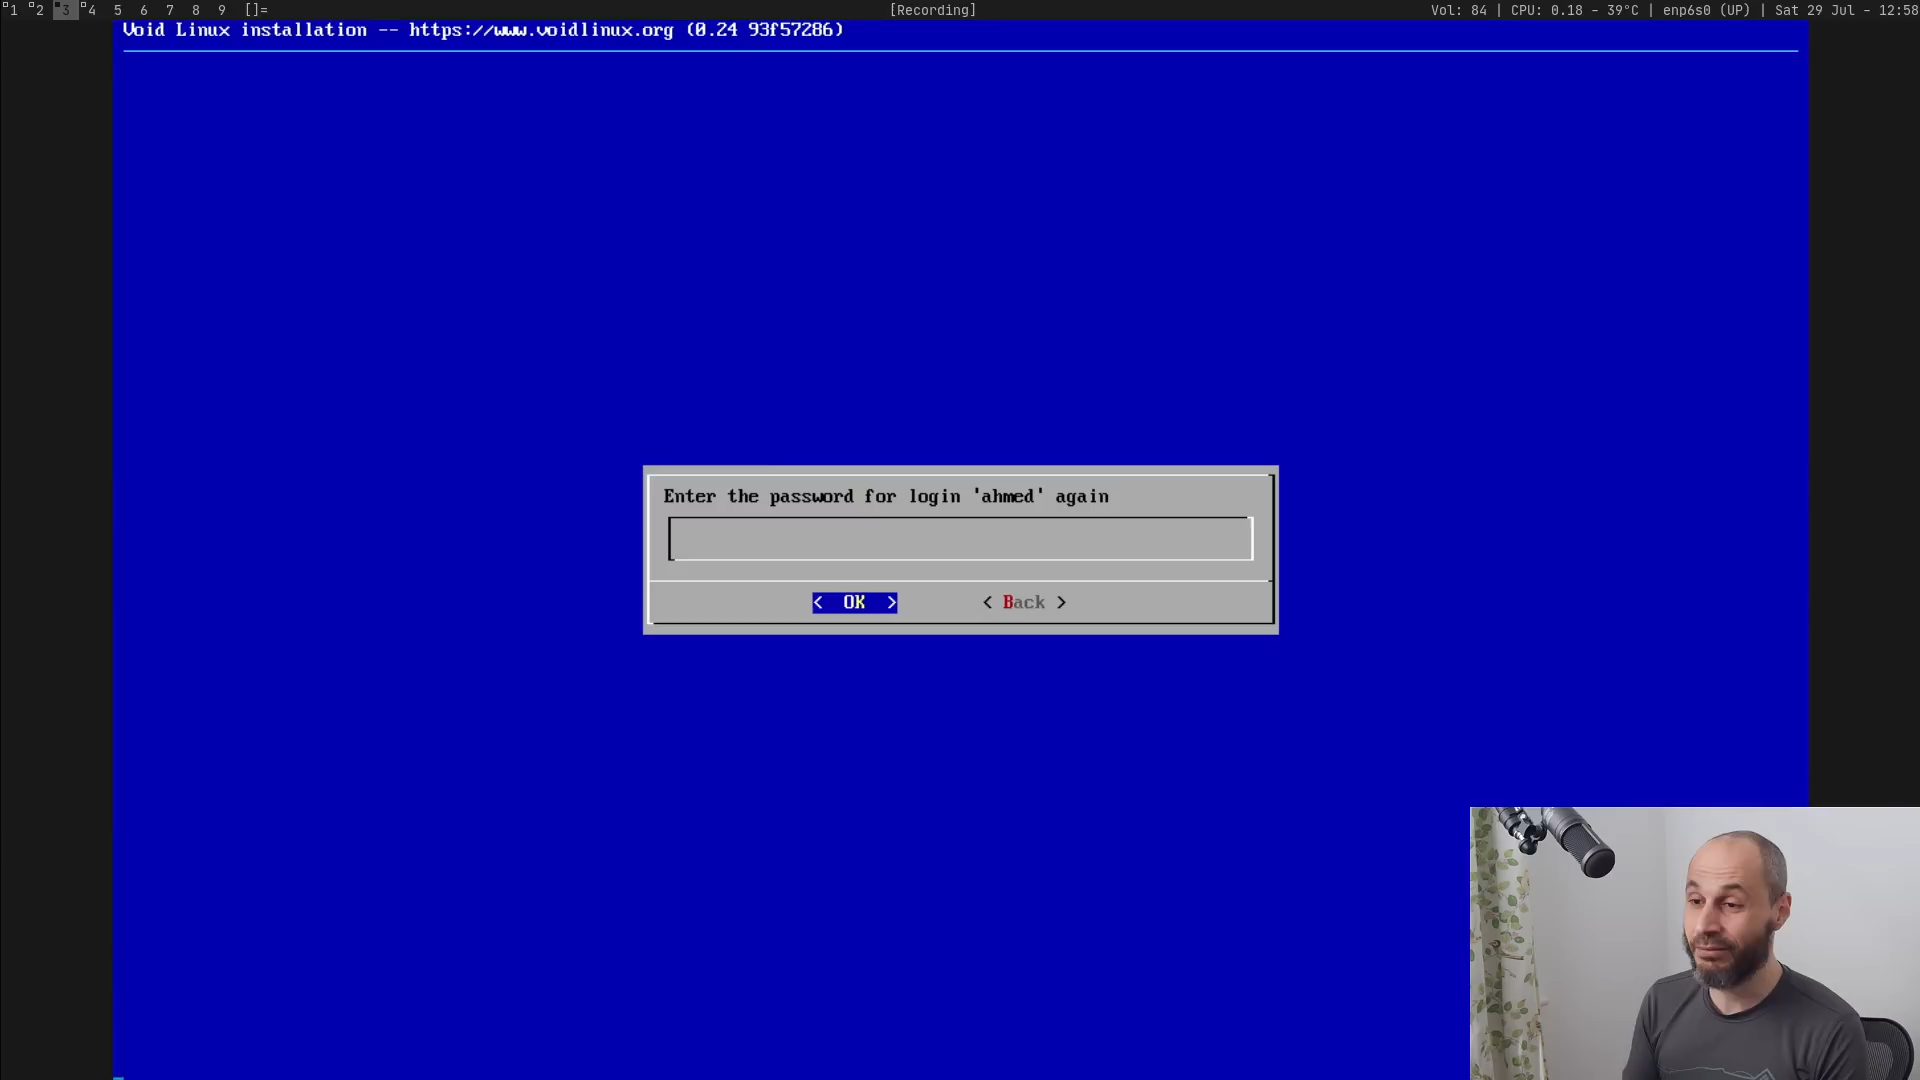 1 2 3 4 5 6 7 8 9 []= [Recording] Vol: 84 | CPU: 0.18 - 39°C | enp6s0 (UP) | Sat 29 Jul - 12:58
Void Linux installation -- https://www.voidlinux.org (0.24 93f57286)
Enter the password for login 'ahmed' again
< OK > < Back >